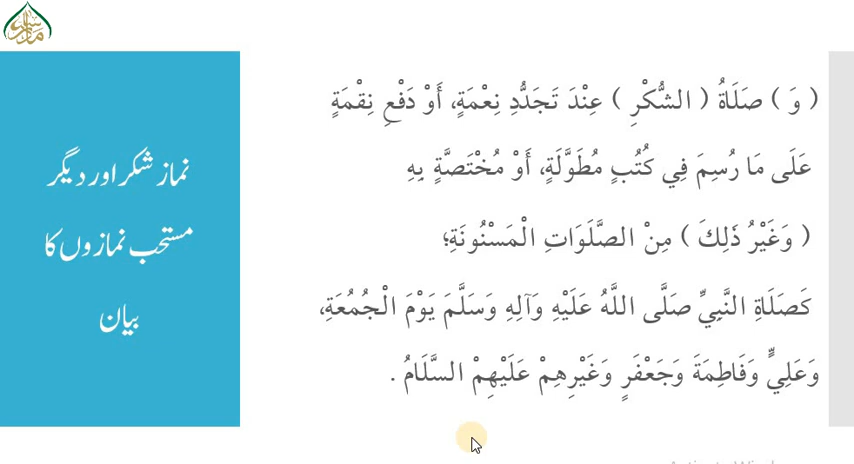 ( وَ ) صَلَاةُ ( الشُّكْرِ ) عِنْدَ تَجَدُّدِ نِعْمَةٍ، أَوْ دَفْعِ نِقْمَةٍ
عَلَى مَا رُسِمَ فِي كُتُبٍ مُطَوَّلَةٍ، أَوْ مُخْتَصَّةٍ بِهِ
( وَغَيْرُ ذَلِكَ ) مِنْ الصَّلَوَاتِ الْمَسْنُونَةِ؛
كَصَلَاةِ النَّبِيِّ صَلَّى اللَّهُ عَلَيْهِ وَآلِهِ وَسَلَّمَ يَوْمَ الْجُمُعَةِ،
وَعَلِيٍّ وَفَاطِمَةَ وَجَعْفَرٍ وَغَيْرِهِمْ عَلَيْهِمْ السَّلَامُ .
نماز شکر اور دیگر
مستحب نمازوں کا
بیان